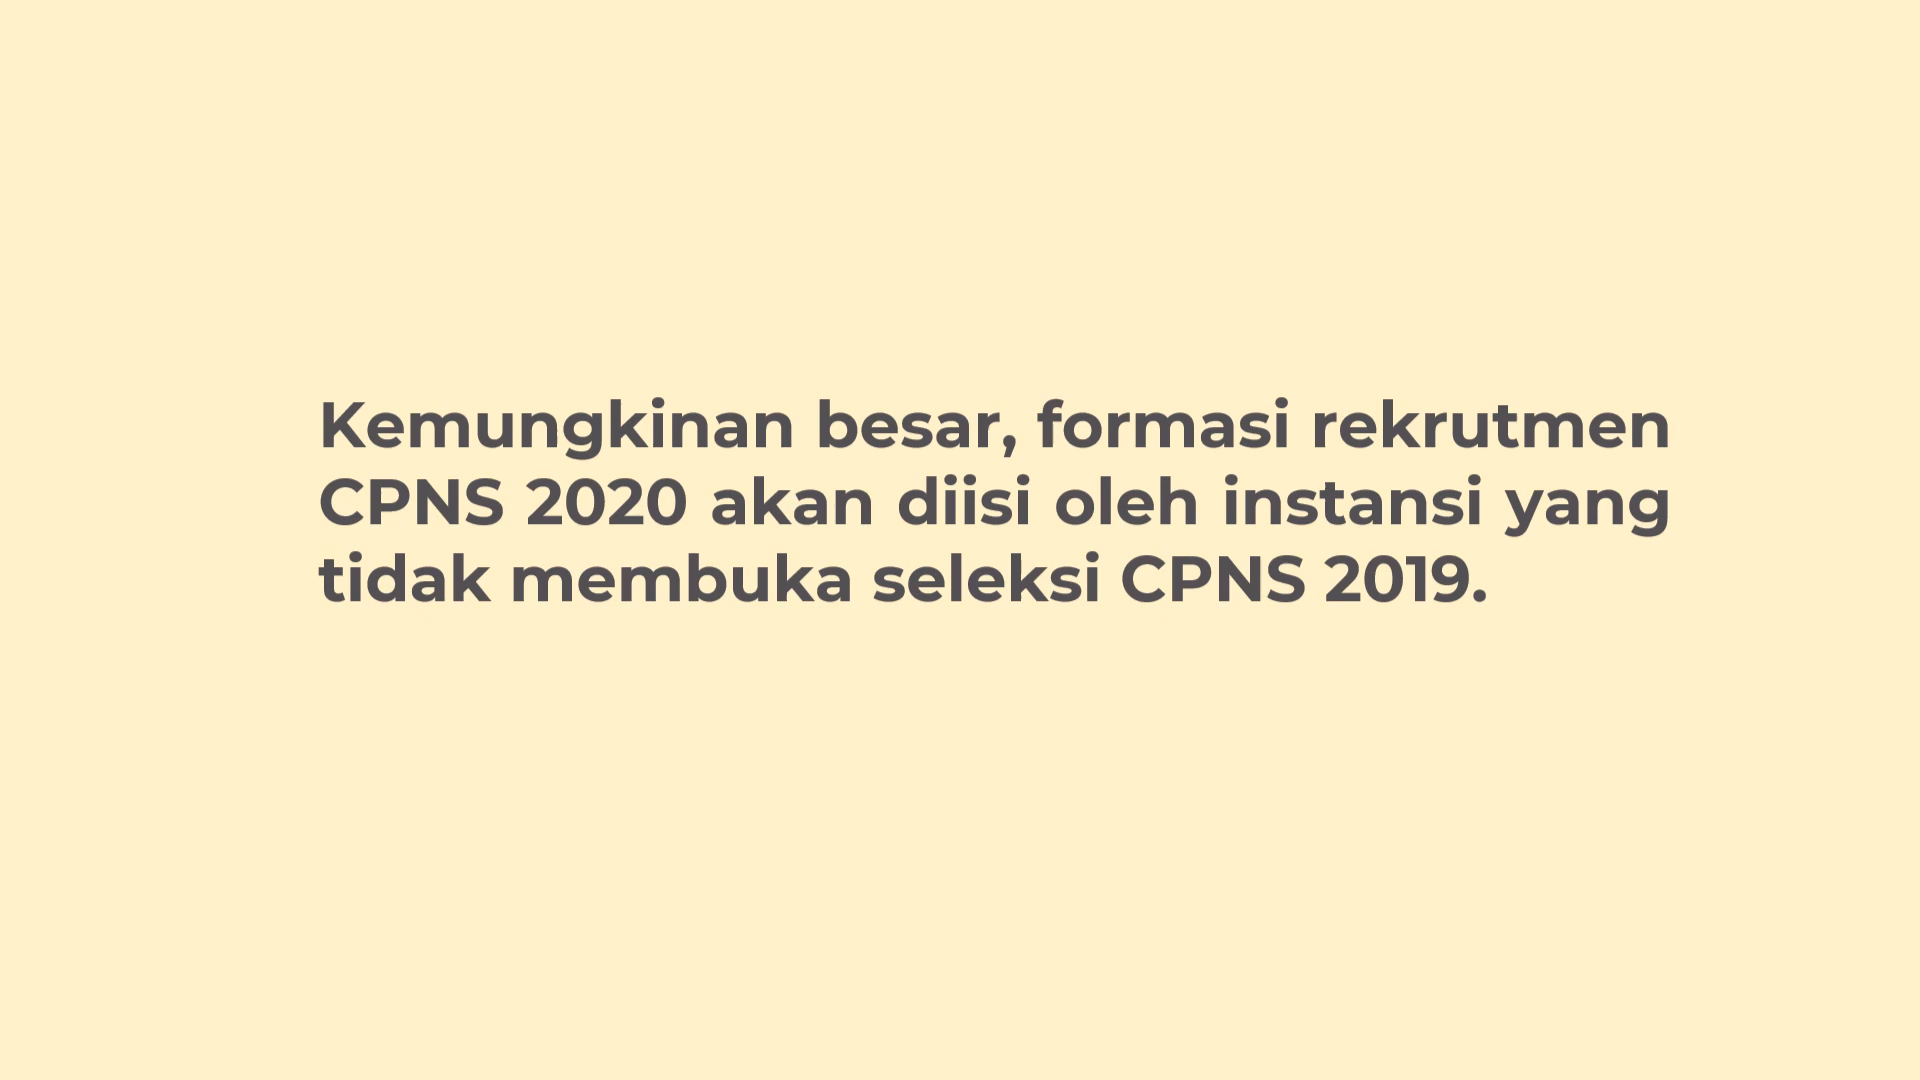 Kemungkinan besar, formasi rekrutmen
CPNS 2020 akan diisi oleh instansi yang
tidak membuka seleksi CPNS 2019.